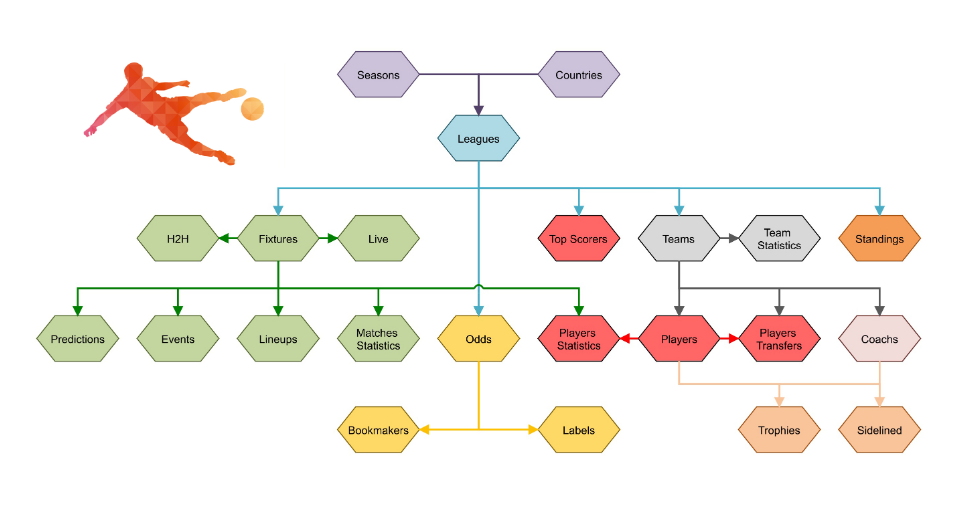 Seasons
Countries
Leagues
H2H
Fixtures
Live
Top Scorers
Teams
Team
Statistics
Standings
Predictions
Events
Lineups
Matches
Statistics
Odds
Players
Statistics
Players
Players
Transfers
Coachs
Bookmakers
Labels
Trophies
Sidelined